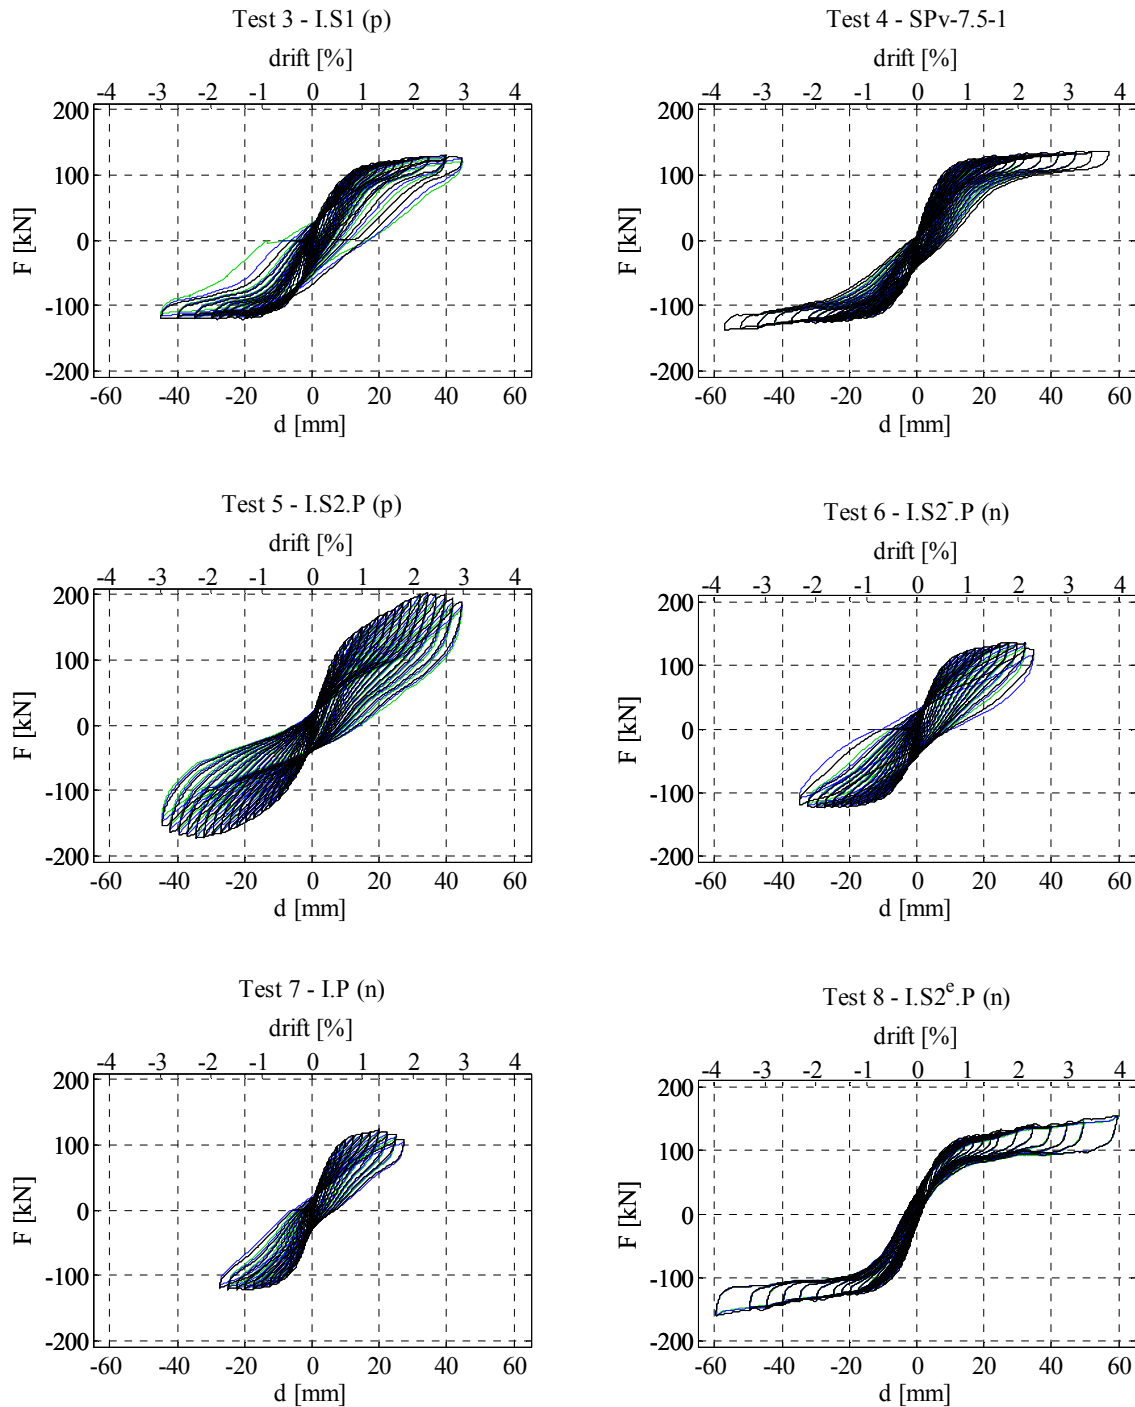 Test 3 - I.S1 (p)
drift [%]
-4 -3 -2 -1 0 1 2 3 4
200
100
0
-100
-200
F [kN]
-60 -40 -20 0 20 40 60
d [mm]
Test 4 - SPv-7.5-1
drift [%]
-4 -3 -2 -1 0 1 2 3 4
200
100
0
-100
-200
F [kN]
-60 -40 -20 0 20 40 60
d [mm]
Test 5 - I.S2.P (p)
drift [%]
-4 -3 -2 -1 0 1 2 3 4
200
100
0
-100
-200
F [kN]
-60 -40 -20 0 20 40 60
d [mm]
Test 6 - I.S2⁻.P (n)
drift [%]
-4 -3 -2 -1 0 1 2 3 4
200
100
0
-100
-200
F [kN]
-60 -40 -20 0 20 40 60
d [mm]
Test 7 - I.P (n)
drift [%]
-4 -3 -2 -1 0 1 2 3 4
200
100
0
-100
-200
F [kN]
-60 -40 -20 0 20 40 60
d [mm]
Test 8 - I.S2ᵉ.P (n)
drift [%]
-4 -3 -2 -1 0 1 2 3 4
200
100
0
-100
-200
F [kN]
-60 -40 -20 0 20 40 60
d [mm]